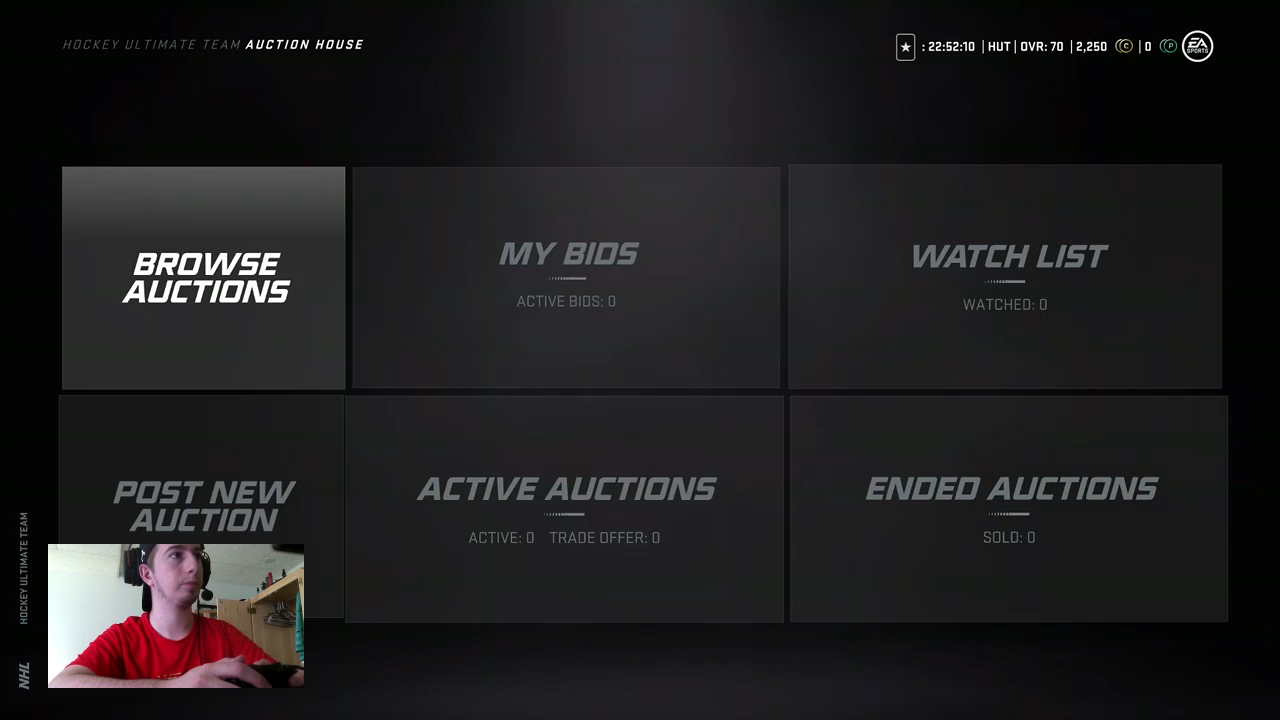 HOCKEY ULTIMATE TEAM AUCTION HOUSE
★ : 22:52:10 | HUT | OVR: 70 | 2,250 C | 0 P EA SPORTS
BROWSE
AUCTIONS
MY BIDS
ACTIVE BIDS: 0
WATCH LIST
WATCHED: 0
POST NEW
AUCTION
ACTIVE AUCTIONS
ACTIVE: 0 TRADE OFFER: 0
ENDED AUCTIONS
SOLD: 0
HOCKEY ULTIMATE TEAM
NHL